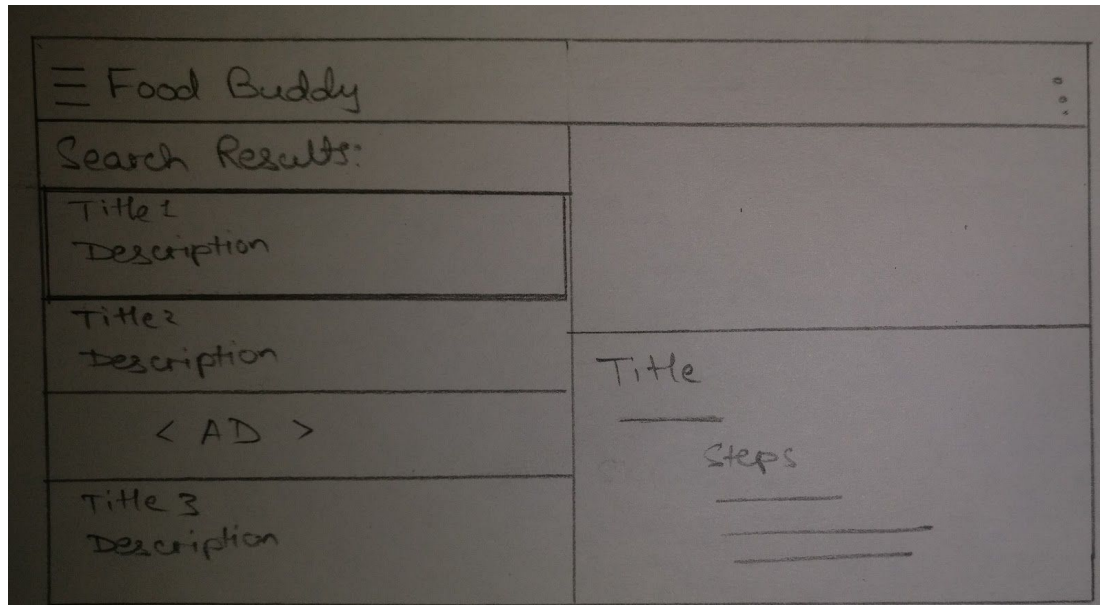 Food Buddy
Search Results:
Title 1
Description
Title 2
Description
< AD >
Title 3
Description
Title
Steps